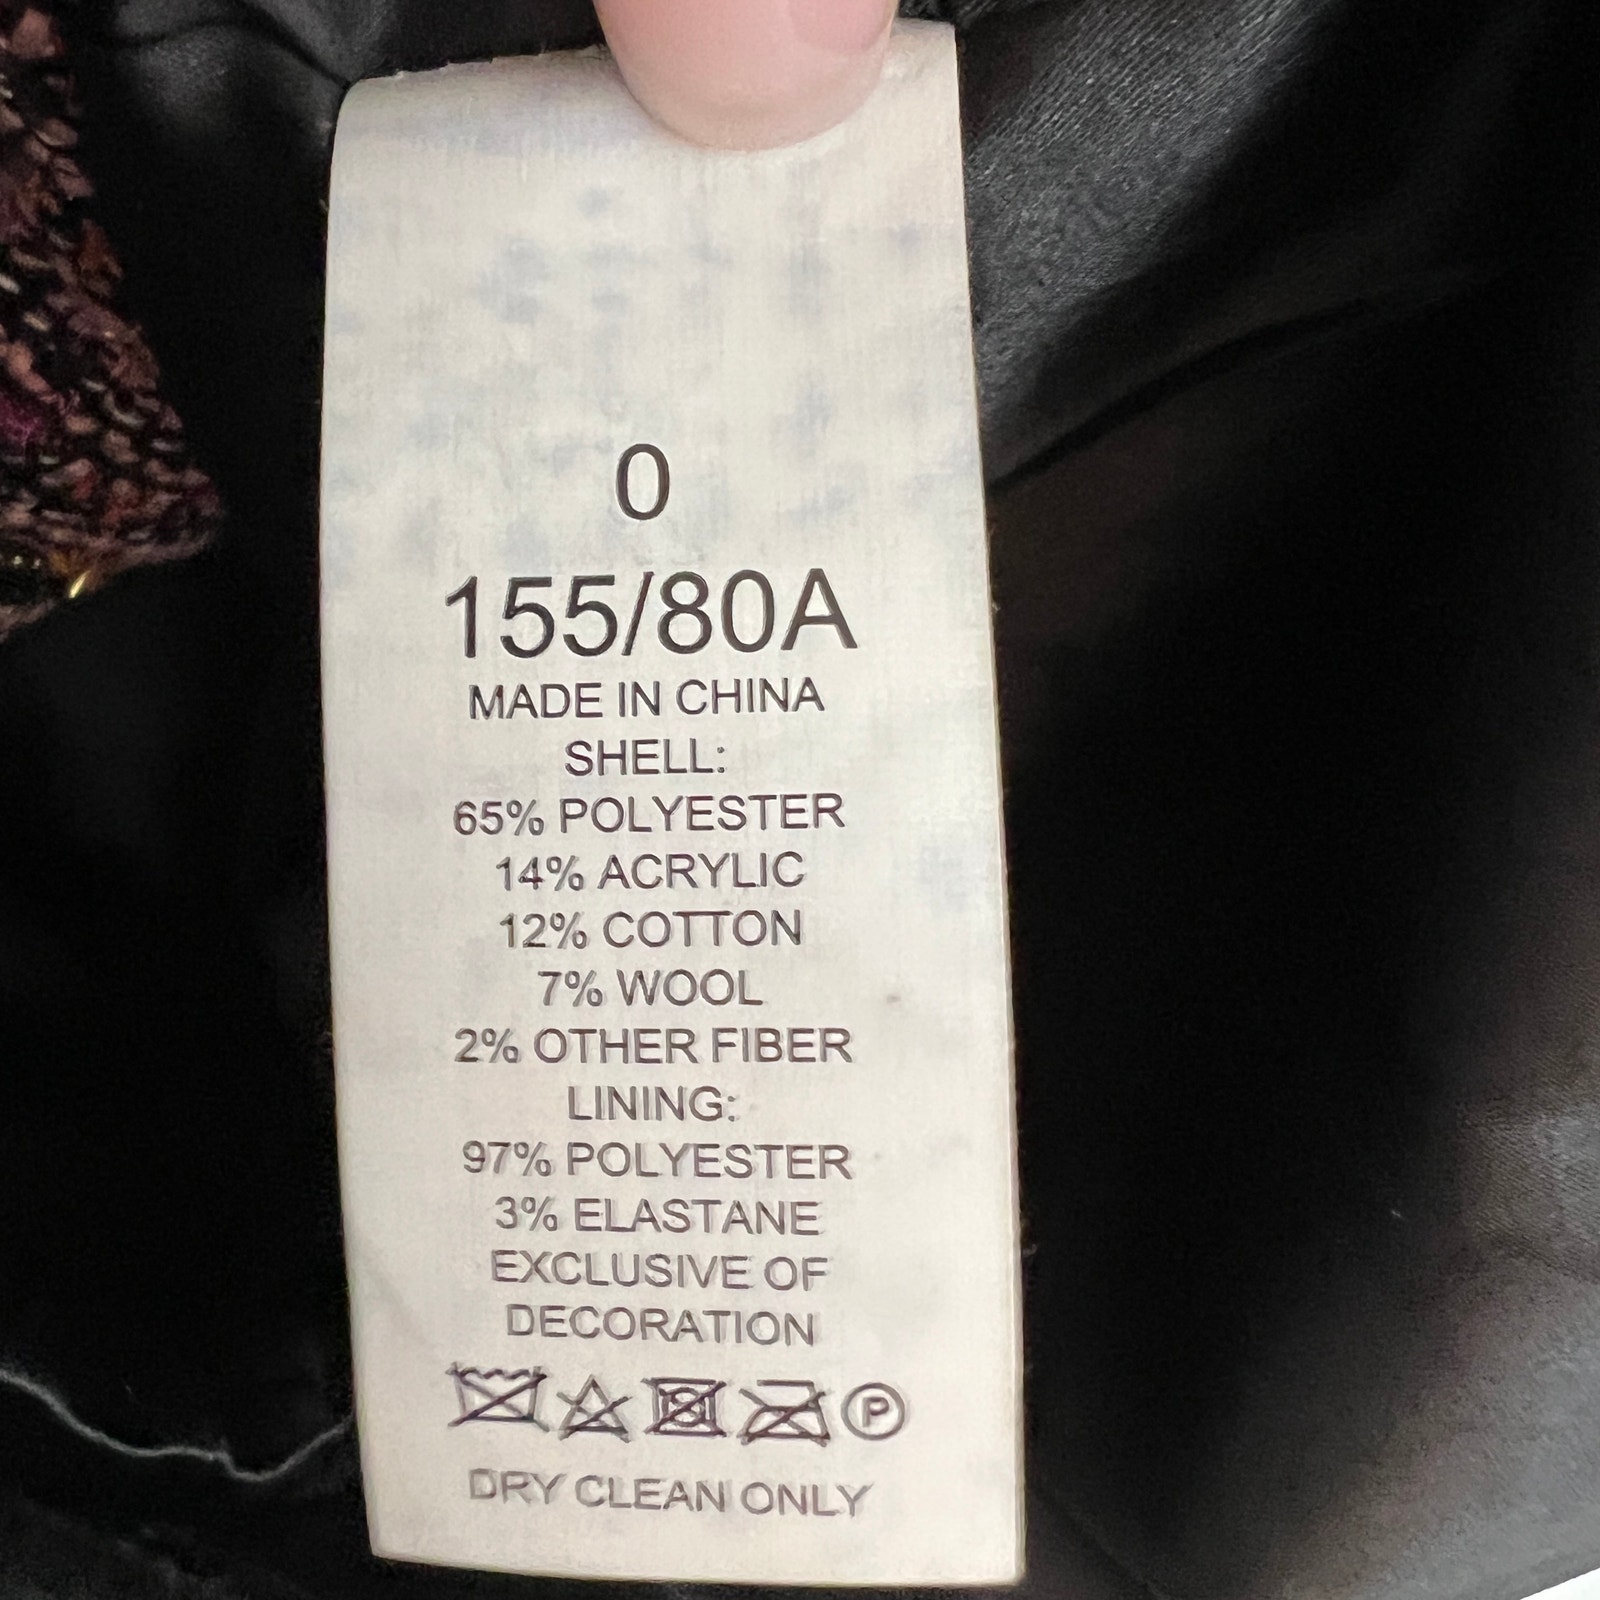 0
155/80A
MADE IN CHINA
SHELL:
65% POLYESTER
14% ACRYLIC
12% COTTON
7% WOOL
2% OTHER FIBER
LINING:
97% POLYESTER
3% ELASTANE
EXCLUSIVE OF
DECORATION
P
DRY CLEAN ONLY